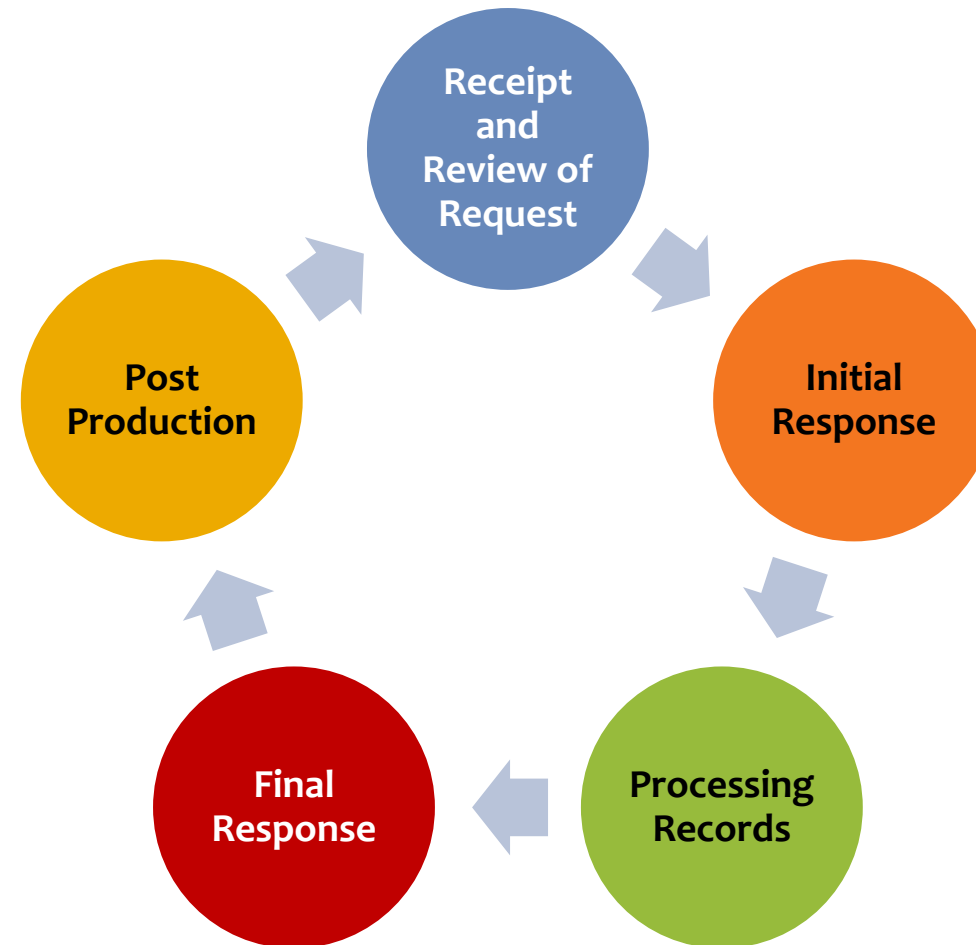 Receipt
and
Review of
Request
Initial
Response
Processing
Records
Final
Response
Post
Production